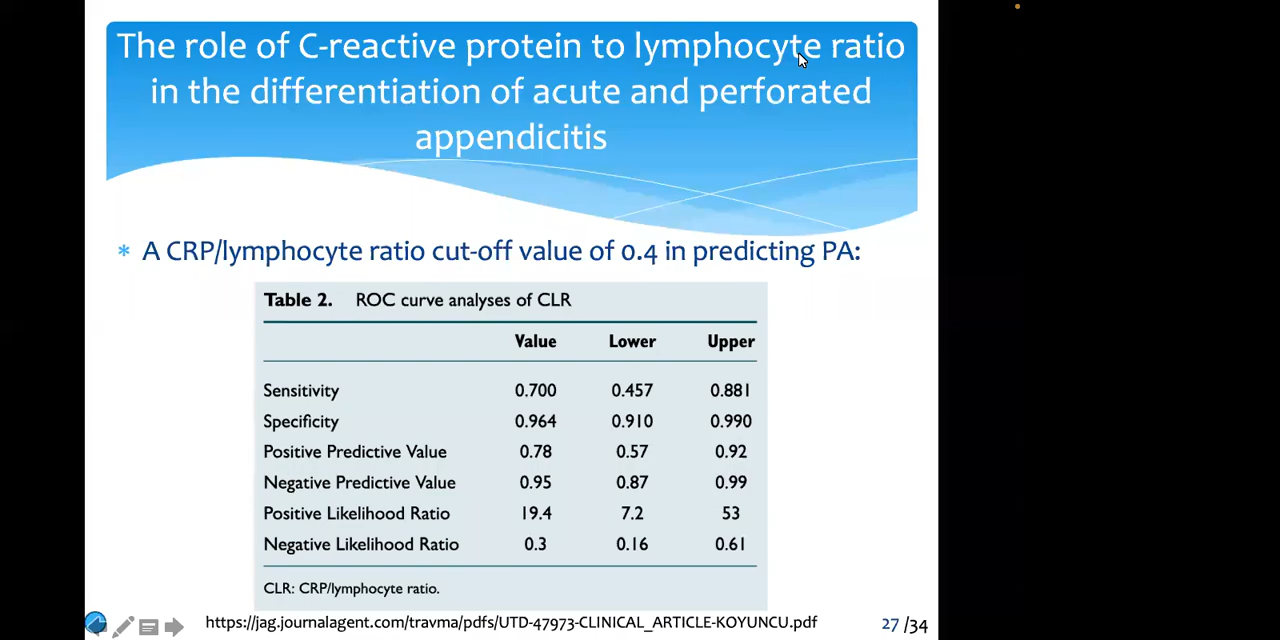 The role of C-reactive protein to lymphocyte ratio
in the differentiation of acute and perforated
appendicitis
* A CRP/lymphocyte ratio cut-off value of 0.4 in predicting PA:
Table 2. ROC curve analyses of CLR
Value Lower Upper
Sensitivity 0.700 0.457 0.881
Specificity 0.964 0.910 0.990
Positive Predictive Value 0.78 0.57 0.92
Negative Predictive Value 0.95 0.87 0.99
Positive Likelihood Ratio 19.4 7.2 53
Negative Likelihood Ratio 0.3 0.16 0.61
CLR: CRP/lymphocyte ratio.
https://jag.journalagent.com/travma/pdfs/UTD-47973-CLINICAL_ARTICLE-KOYUNCU.pdf 27 /34